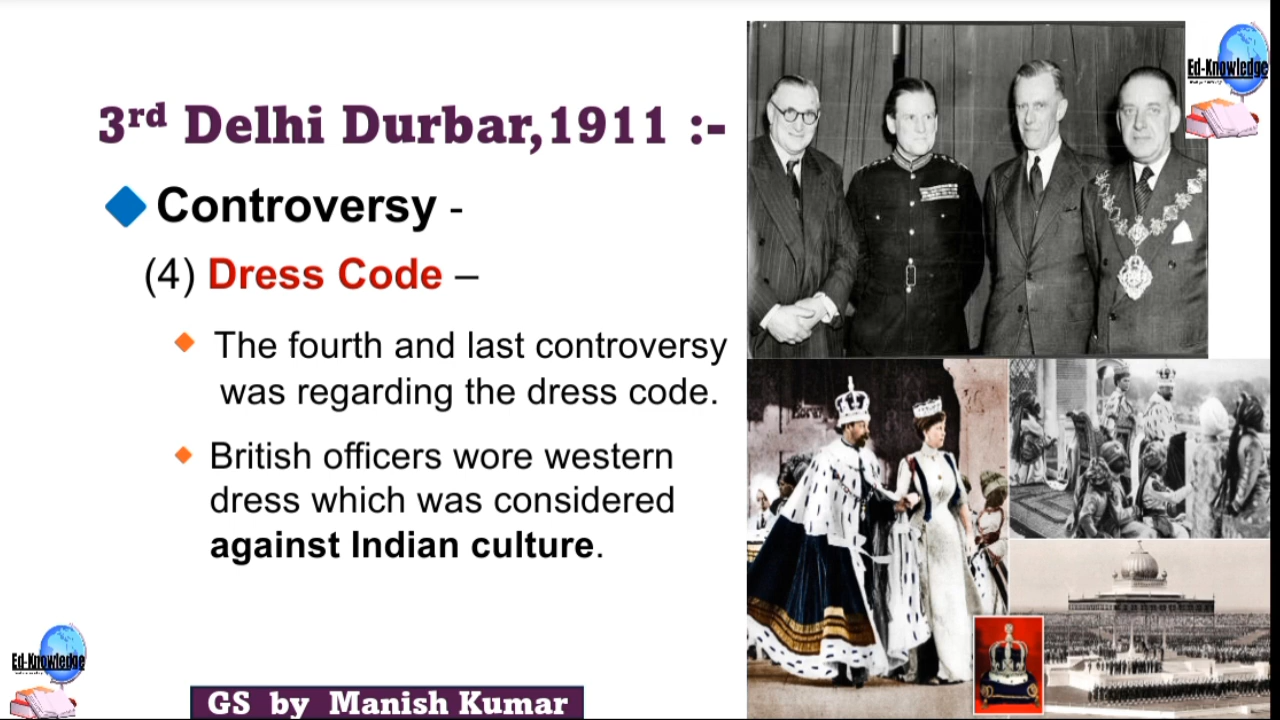 Ed-Knowledge
3rd Delhi Durbar,1911 :-
Controversy -
(4) Dress Code –
The fourth and last controversy
was regarding the dress code.
British officers wore western
dress which was considered
against Indian culture.
Ed-Knowledge
GS by Manish Kumar